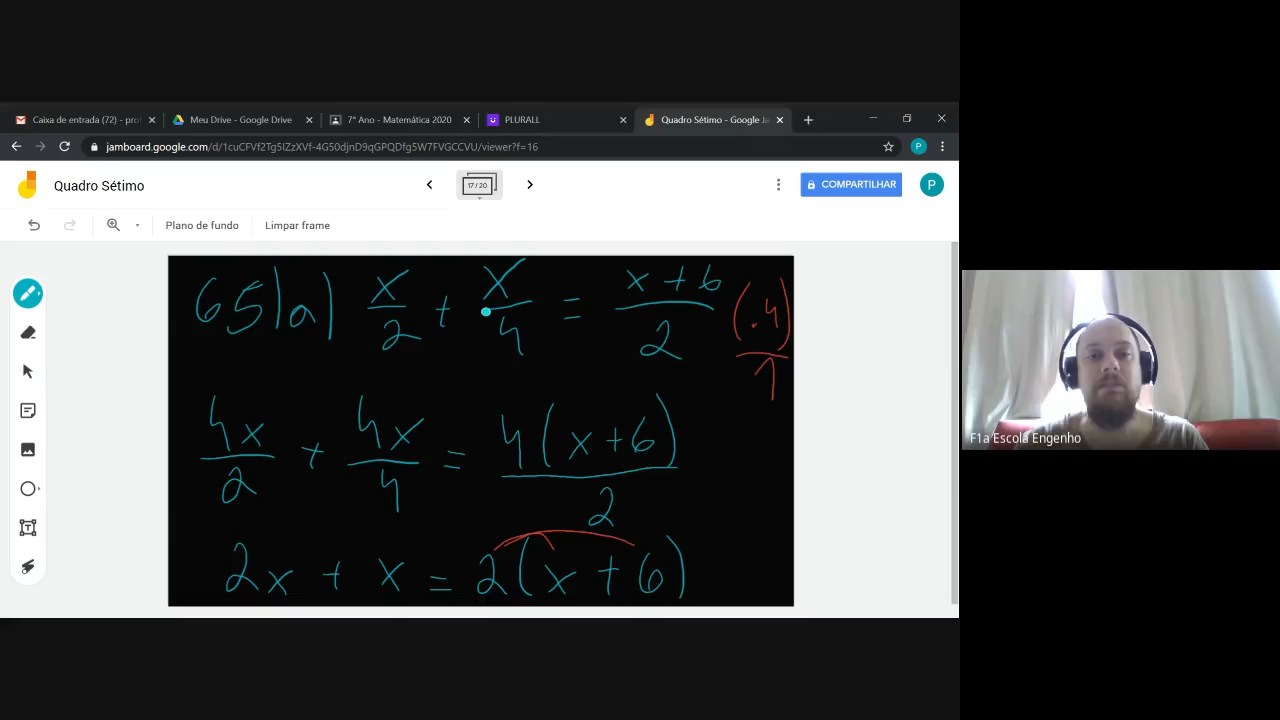 Caixa de entrada (72) - prof
Meu Drive - Google Drive
7° Ano - Matemática 2020
PLURALL
Quadro Sétimo - Google Ja
jamboard.google.com/d/1cuCFVf2Tg5IZzXVf-4G50djnD9qGPQDfg5W7FVGCCVU/viewer?f=16
P
Quadro Sétimo
17 / 20
COMPARTILHAR
P
Plano de fundo
Limpar frame
65|a) x/2 + x/4 = (x + 6)/2 (.4)/1
4x/2 + 4x/4 = 4(x+6)/2
2x + x = 2(x + 6)
F1a Escola Engenho